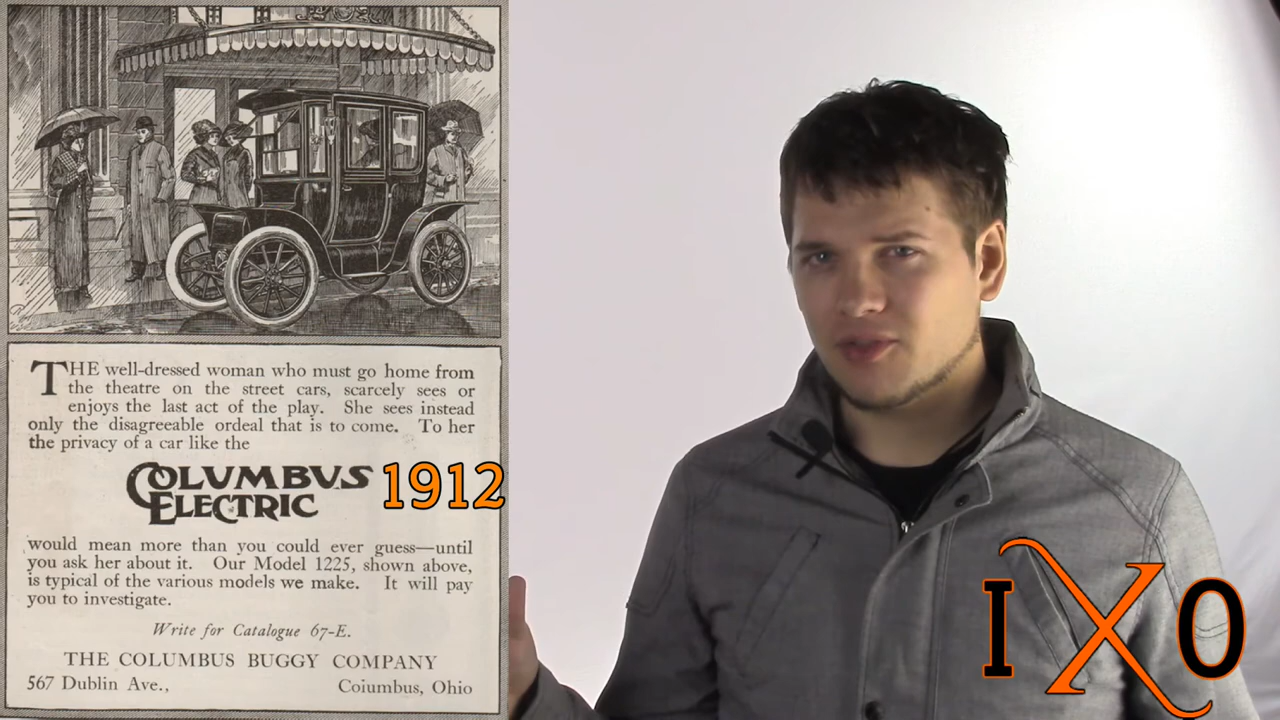 THE well-dressed woman who must go home from
the theatre on the street cars, scarcely sees or
enjoys the last act of the play. She sees instead
only the disagreeable ordeal that is to come. To her
the privacy of a car like the
COLUMBUS
ELECTRIC
1912
would mean more than you could ever guess—until
you ask her about it. Our Model 1225, shown above,
is typical of the various models we make. It will pay
you to investigate.
Write for Catalogue 67-E.
THE COLUMBUS BUGGY COMPANY
567 Dublin Ave., Columbus, Ohio
IXO